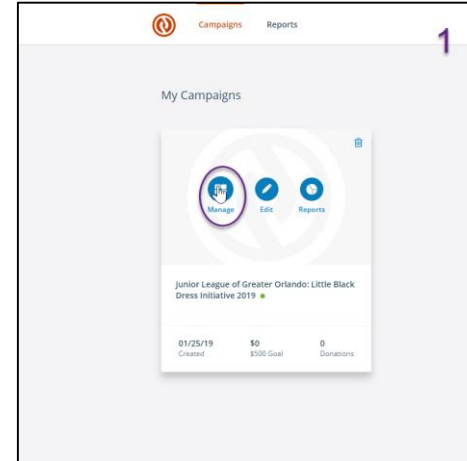 Campaigns Reports
1
My Campaigns
Manage Edit Reports
Junior League of Greater Orlando: Little Black
Dress Initiative 2019
01/25/19 $0 0
Created $500 Goal Donations